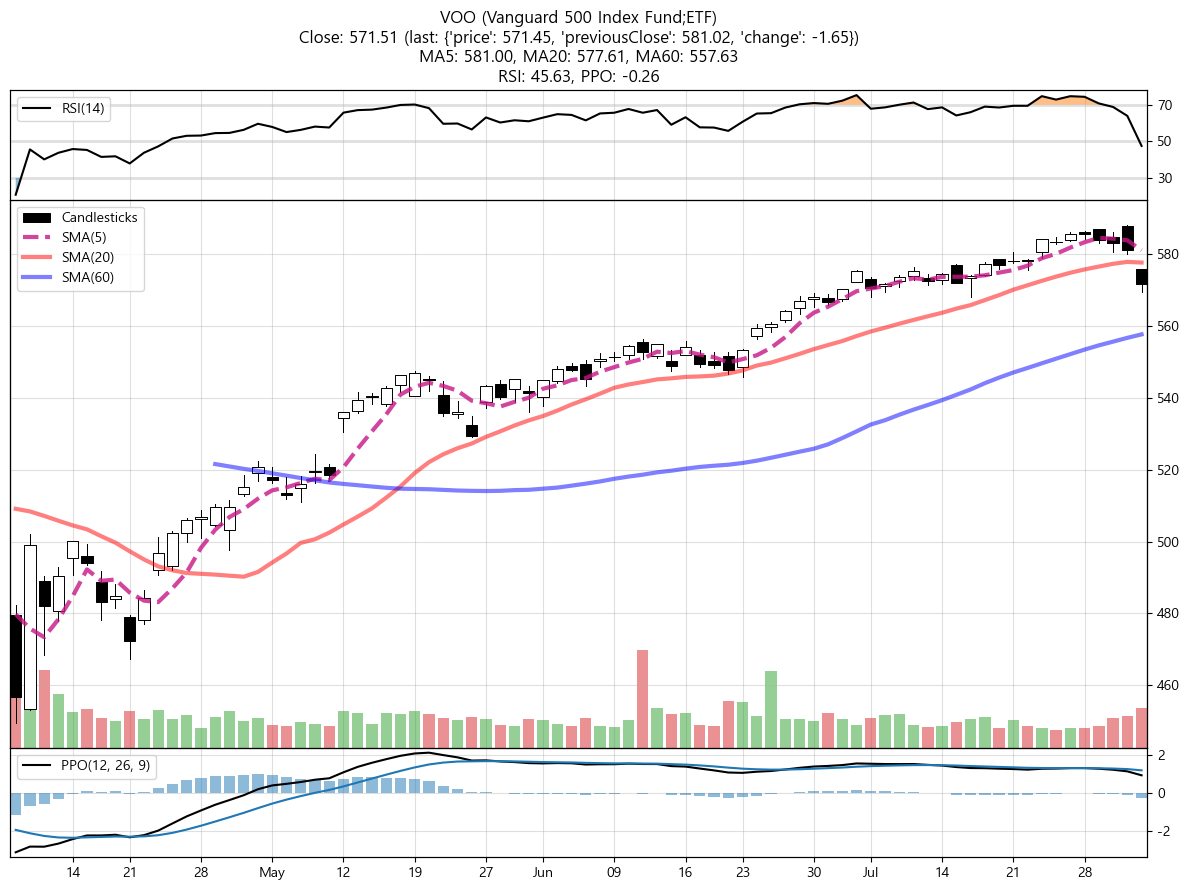 VOO (Vanguard 500 Index Fund;ETF)
Close: 571.51 (last: {'price': 571.45, 'previousClose': 581.02, 'change': -1.65})
MA5: 581.00, MA20: 577.61, MA60: 557.63
RSI: 45.63, PPO: -0.26
RSI(14)
70
50
30
Candlesticks
SMA(5)
SMA(20)
SMA(60)
580
560
540
520
500
480
460
PPO(12, 26, 9)
2
0
-2
14 21 28 May 12 19 27 Jun 09 16 23 30 Jul 14 21 28